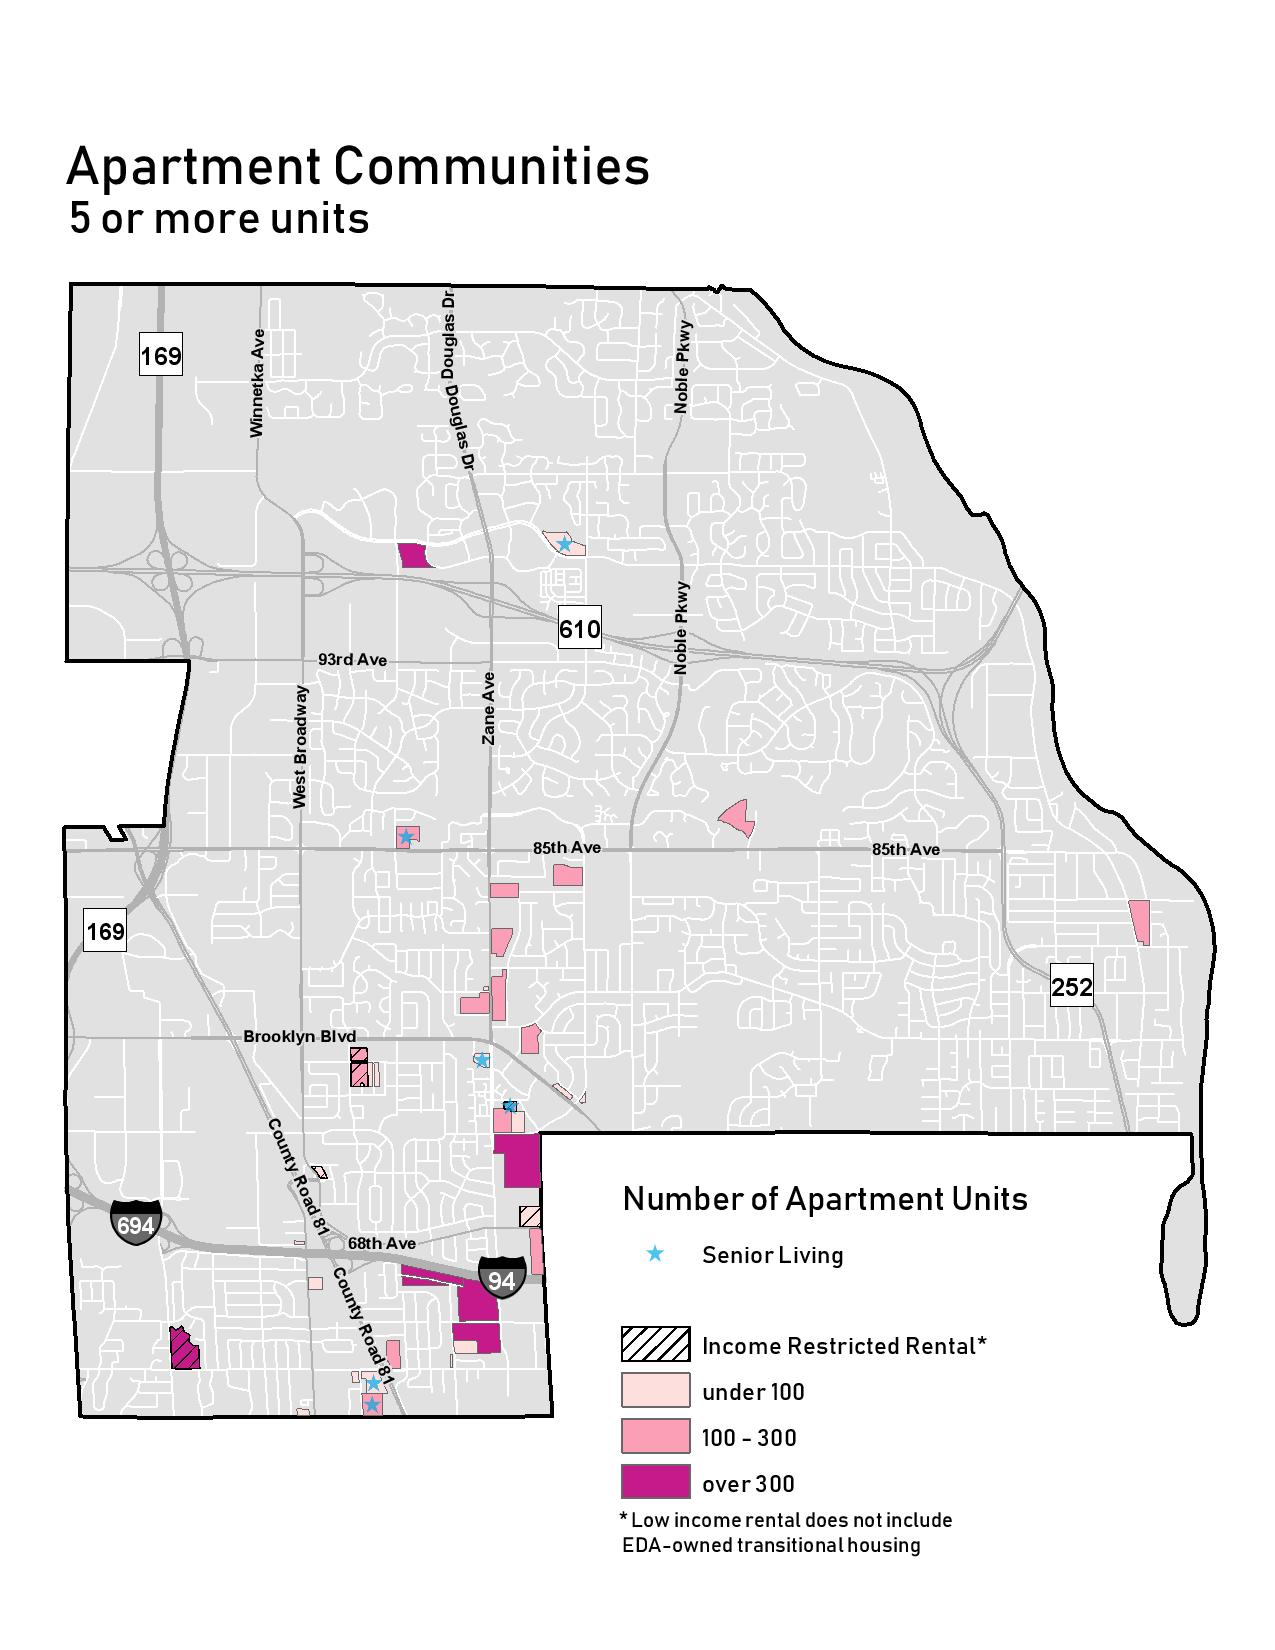 Apartment Communities
5 or more units
169
Winnetka Ave
Douglas Dr
Douglas Dr
Noble Pkwy
610
Noble Pkwy
93rd Ave
Zane Ave
West Broadway
85th Ave
85th Ave
169
252
Brooklyn Blvd
County Road 81
694
68th Ave
94
County Road 81
Number of Apartment Units
Senior Living
Income Restricted Rental*
under 100
100 - 300
over 300
* Low income rental does not include
EDA-owned transitional housing